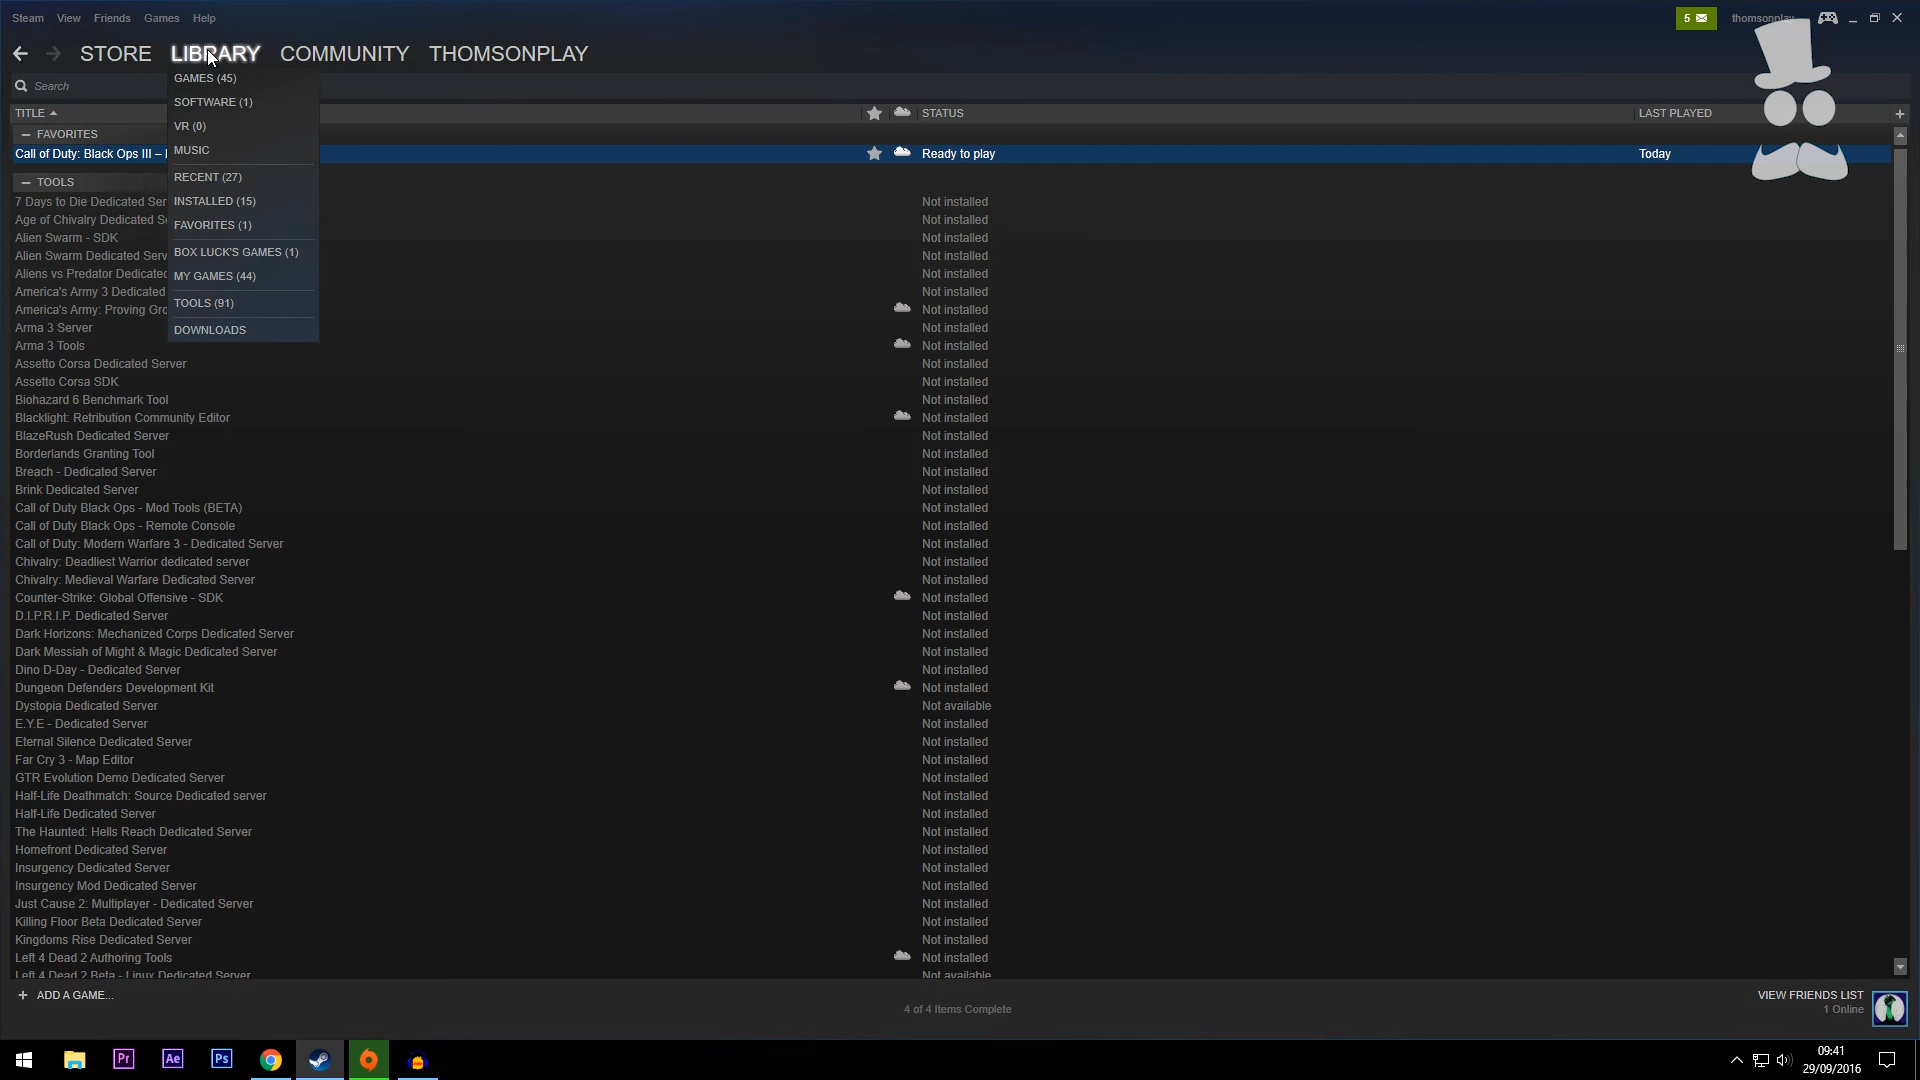 Steam View Friends Games Help
5 thomsonplay
STORE LIBRARY COMMUNITY THOMSONPLAY
Search
GAMES (45)
SOFTWARE (1)
VR (0)
MUSIC
RECENT (27)
INSTALLED (15)
FAVORITES (1)
BOX LUCK'S GAMES (1)
MY GAMES (44)
TOOLS (91)
DOWNLOADS
TITLE STATUS LAST PLAYED
FAVORITES
Call of Duty: Black Ops III – Ready to play Today
TOOLS
7 Days to Die Dedicated Ser Not installed
Age of Chivalry Dedicated S Not installed
Alien Swarm - SDK Not installed
Alien Swarm Dedicated Serv Not installed
Aliens vs Predator Dedicated Not installed
America's Army 3 Dedicated Not installed
America's Army: Proving Gro Not installed
Arma 3 Server Not installed
Arma 3 Tools Not installed
Assetto Corsa Dedicated Server Not installed
Assetto Corsa SDK Not installed
Biohazard 6 Benchmark Tool Not installed
Blacklight: Retribution Community Editor Not installed
BlazeRush Dedicated Server Not installed
Borderlands Granting Tool Not installed
Breach - Dedicated Server Not installed
Brink Dedicated Server Not installed
Call of Duty Black Ops - Mod Tools (BETA) Not installed
Call of Duty Black Ops - Remote Console Not installed
Call of Duty: Modern Warfare 3 - Dedicated Server Not installed
Chivalry: Deadliest Warrior dedicated server Not installed
Chivalry: Medieval Warfare Dedicated Server Not installed
Counter-Strike: Global Offensive - SDK Not installed
D.I.P.R.I.P. Dedicated Server Not installed
Dark Horizons: Mechanized Corps Dedicated Server Not installed
Dark Messiah of Might & Magic Dedicated Server Not installed
Dino D-Day - Dedicated Server Not installed
Dungeon Defenders Development Kit Not installed
Dystopia Dedicated Server Not available
E.Y.E - Dedicated Server Not installed
Eternal Silence Dedicated Server Not installed
Far Cry 3 - Map Editor Not installed
GTR Evolution Demo Dedicated Server Not installed
Half-Life Deathmatch: Source Dedicated server Not installed
Half-Life Dedicated Server Not installed
The Haunted: Hells Reach Dedicated Server Not installed
Homefront Dedicated Server Not installed
Insurgency Dedicated Server Not installed
Insurgency Mod Dedicated Server Not installed
Just Cause 2: Multiplayer - Dedicated Server Not installed
Killing Floor Beta Dedicated Server Not installed
Kingdoms Rise Dedicated Server Not installed
Left 4 Dead 2 Authoring Tools Not installed
Left 4 Dead 2 Beta - Linux Dedicated Server Not available
+ ADD A GAME... VIEW FRIENDS LIST
4 of 4 Items Complete 1 Online
Pr Ae Ps 09:41
29/09/2016